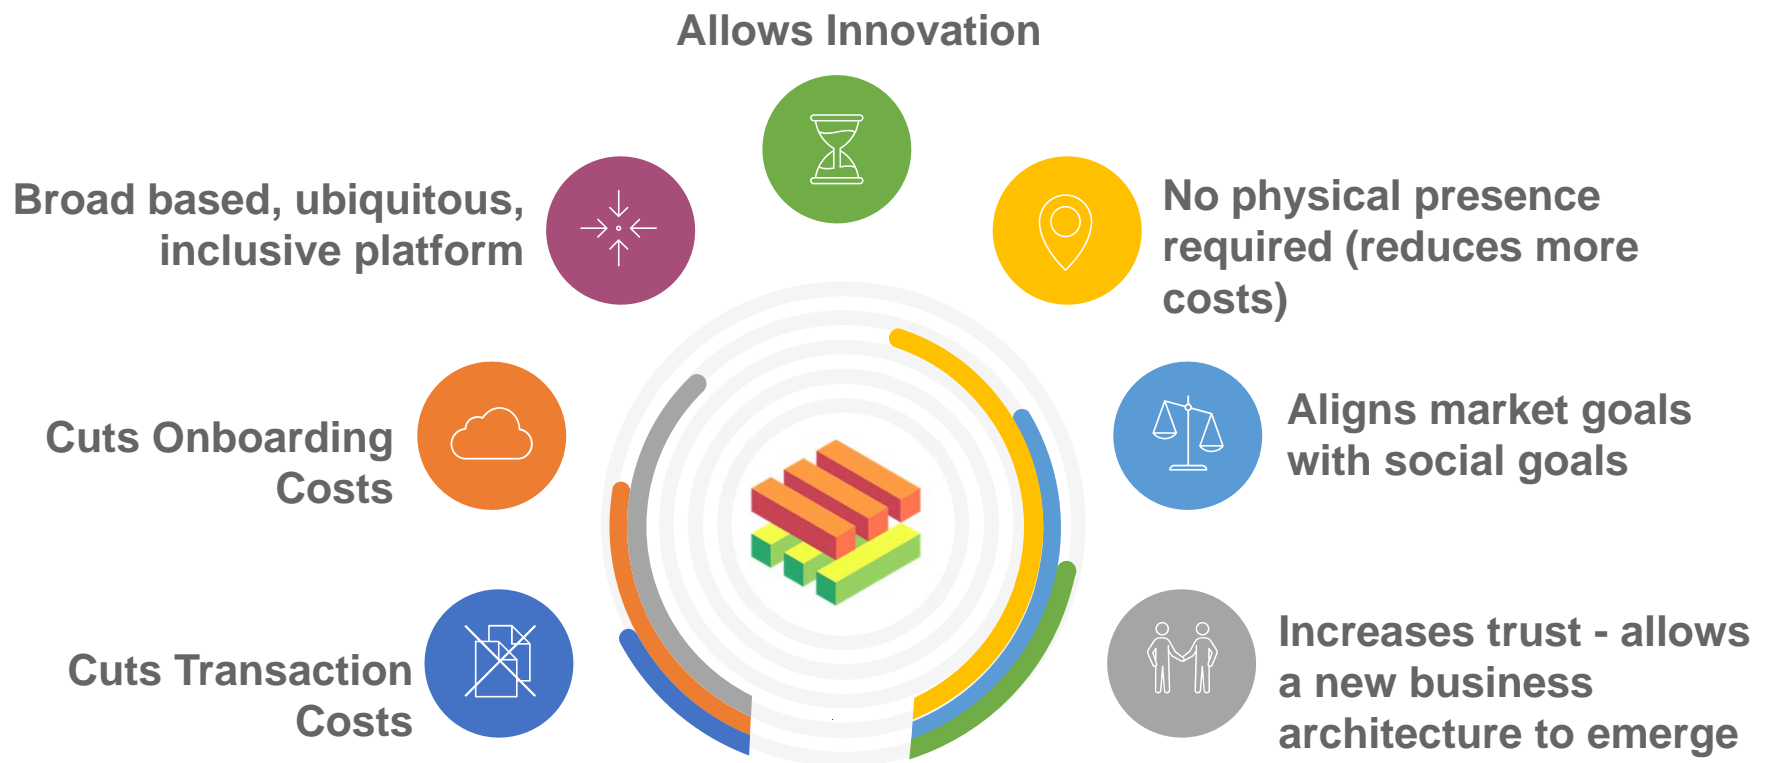 Allows Innovation
Broad based, ubiquitous,
inclusive platform
No physical presence
required (reduces more
costs)
Cuts Onboarding
Costs
Aligns market goals
with social goals
Cuts Transaction
Costs
Increases trust - allows
a new business
architecture to emerge